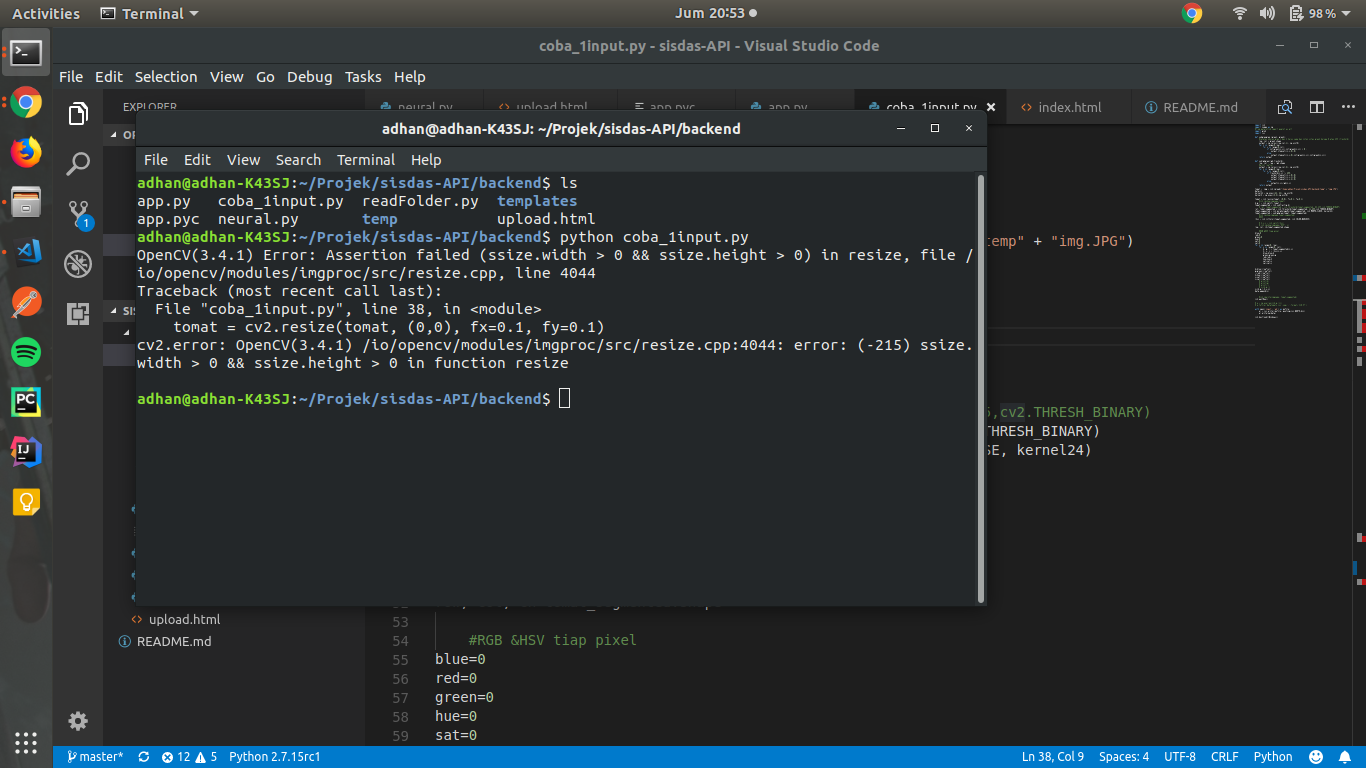 Activities Terminal Jum 20:53 98 %
coba_1input.py - sisdas-API - Visual Studio Code
File Edit Selection View Go Debug Tasks Help
EXPLORER neural.py upload.html app.pyc app.py coba_1input.py index.html README.md
adhan@adhan-K43SJ: ~/Projek/sisdas-API/backend
File Edit View Search Terminal Help
adhan@adhan-K43SJ:~/Projek/sisdas-API/backend$ ls
app.py coba_1input.py readFolder.py templates
app.pyc neural.py temp upload.html
adhan@adhan-K43SJ:~/Projek/sisdas-API/backend$ python coba_1input.py
OpenCV(3.4.1) Error: Assertion failed (ssize.width > 0 && ssize.height > 0) in resize, file /
io/opencv/modules/imgproc/src/resize.cpp, line 4044
Traceback (most recent call last):
File "coba_1input.py", line 38, in <module>
tomat = cv2.resize(tomat, (0,0), fx=0.1, fy=0.1)
cv2.error: OpenCV(3.4.1) /io/opencv/modules/imgproc/src/resize.cpp:4044: error: (-215) ssize.
width > 0 && ssize.height > 0 in function resize
adhan@adhan-K43SJ:~/Projek/sisdas-API/backend$
temp" + "img.JPG")
,cv2.THRESH_BINARY)
THRESH_BINARY)
SE, kernel24)
upload.html
README.md
53
54 #RGB &HSV tiap pixel
55 blue=0
56 red=0
57 green=0
58 hue=0
59 sat=0
master* 12 5 Python 2.7.15rc1 Ln 38, Col 9 Spaces: 4 UTF-8 CRLF Python